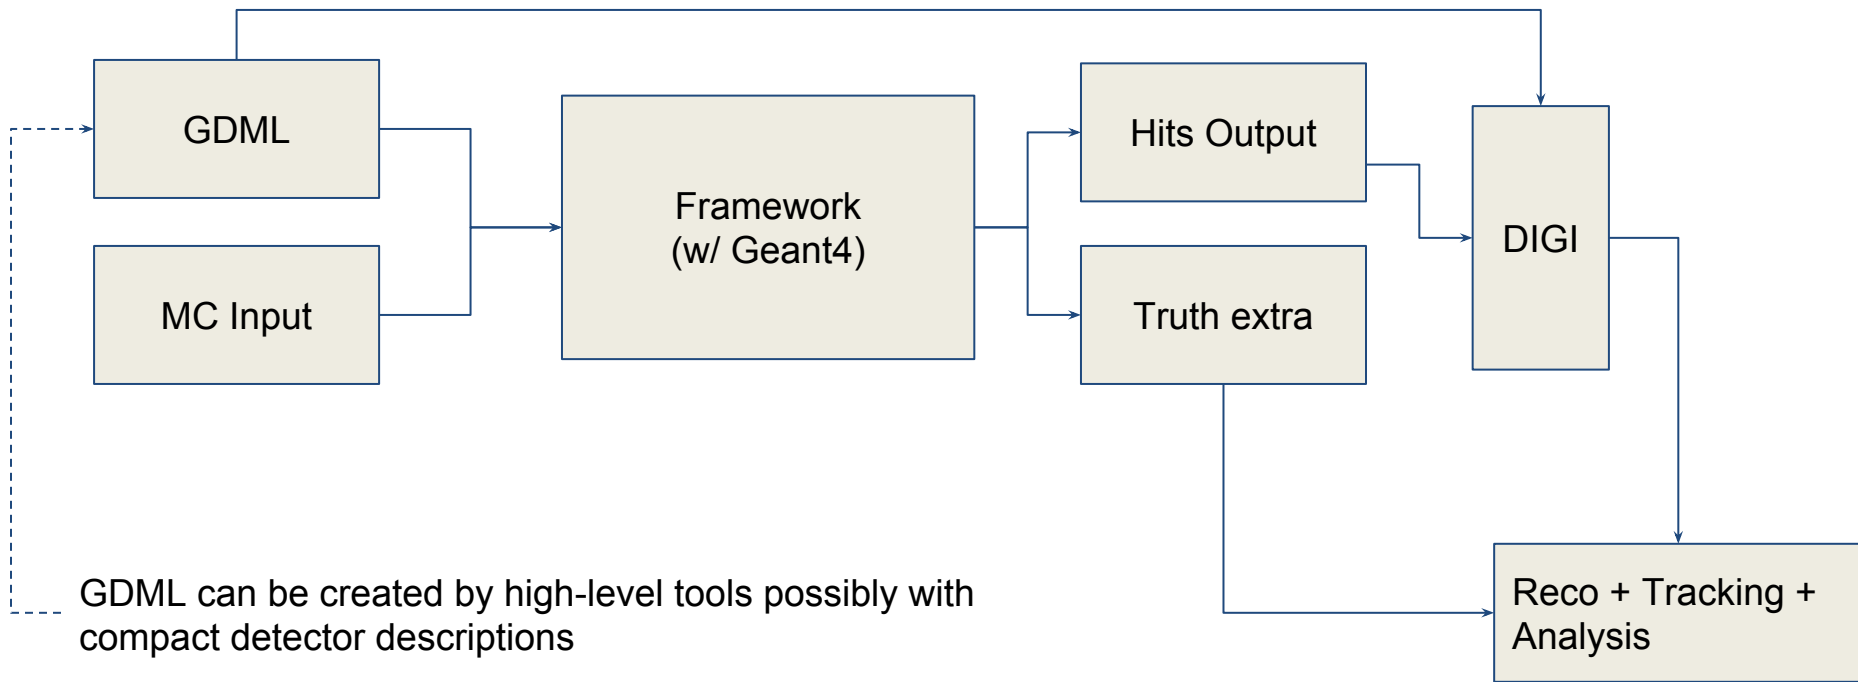 GDML
MC Input
Framework
(w/ Geant4)
Hits Output
Truth extra
DIGI
Reco + Tracking +
Analysis
GDML can be created by high-level tools possibly with
compact detector descriptions